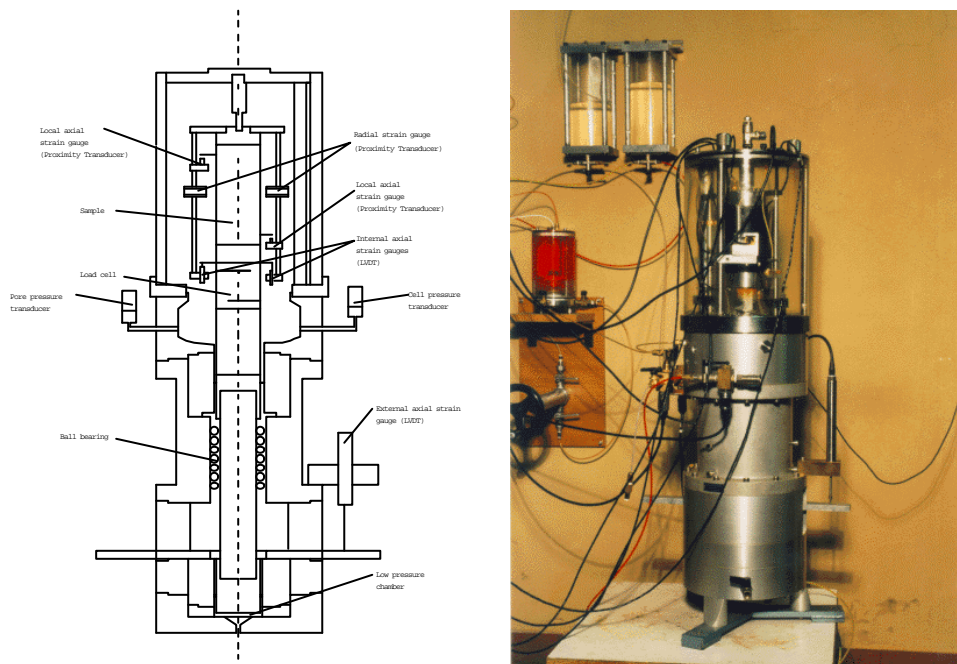 Local axial
strain gauge
(Proximity Transducer)
Radial strain gauge
(Proximity Transducer)
Local axial
strain gauge
(Proximity Transducer)
Sample
Internal axial
strain gauges
(LVDT)
Load cell
Pore pressure
transducer
Cell pressure
transducer
External axial strain
gauge (LVDT)
Ball bearing
Low pressure
chamber